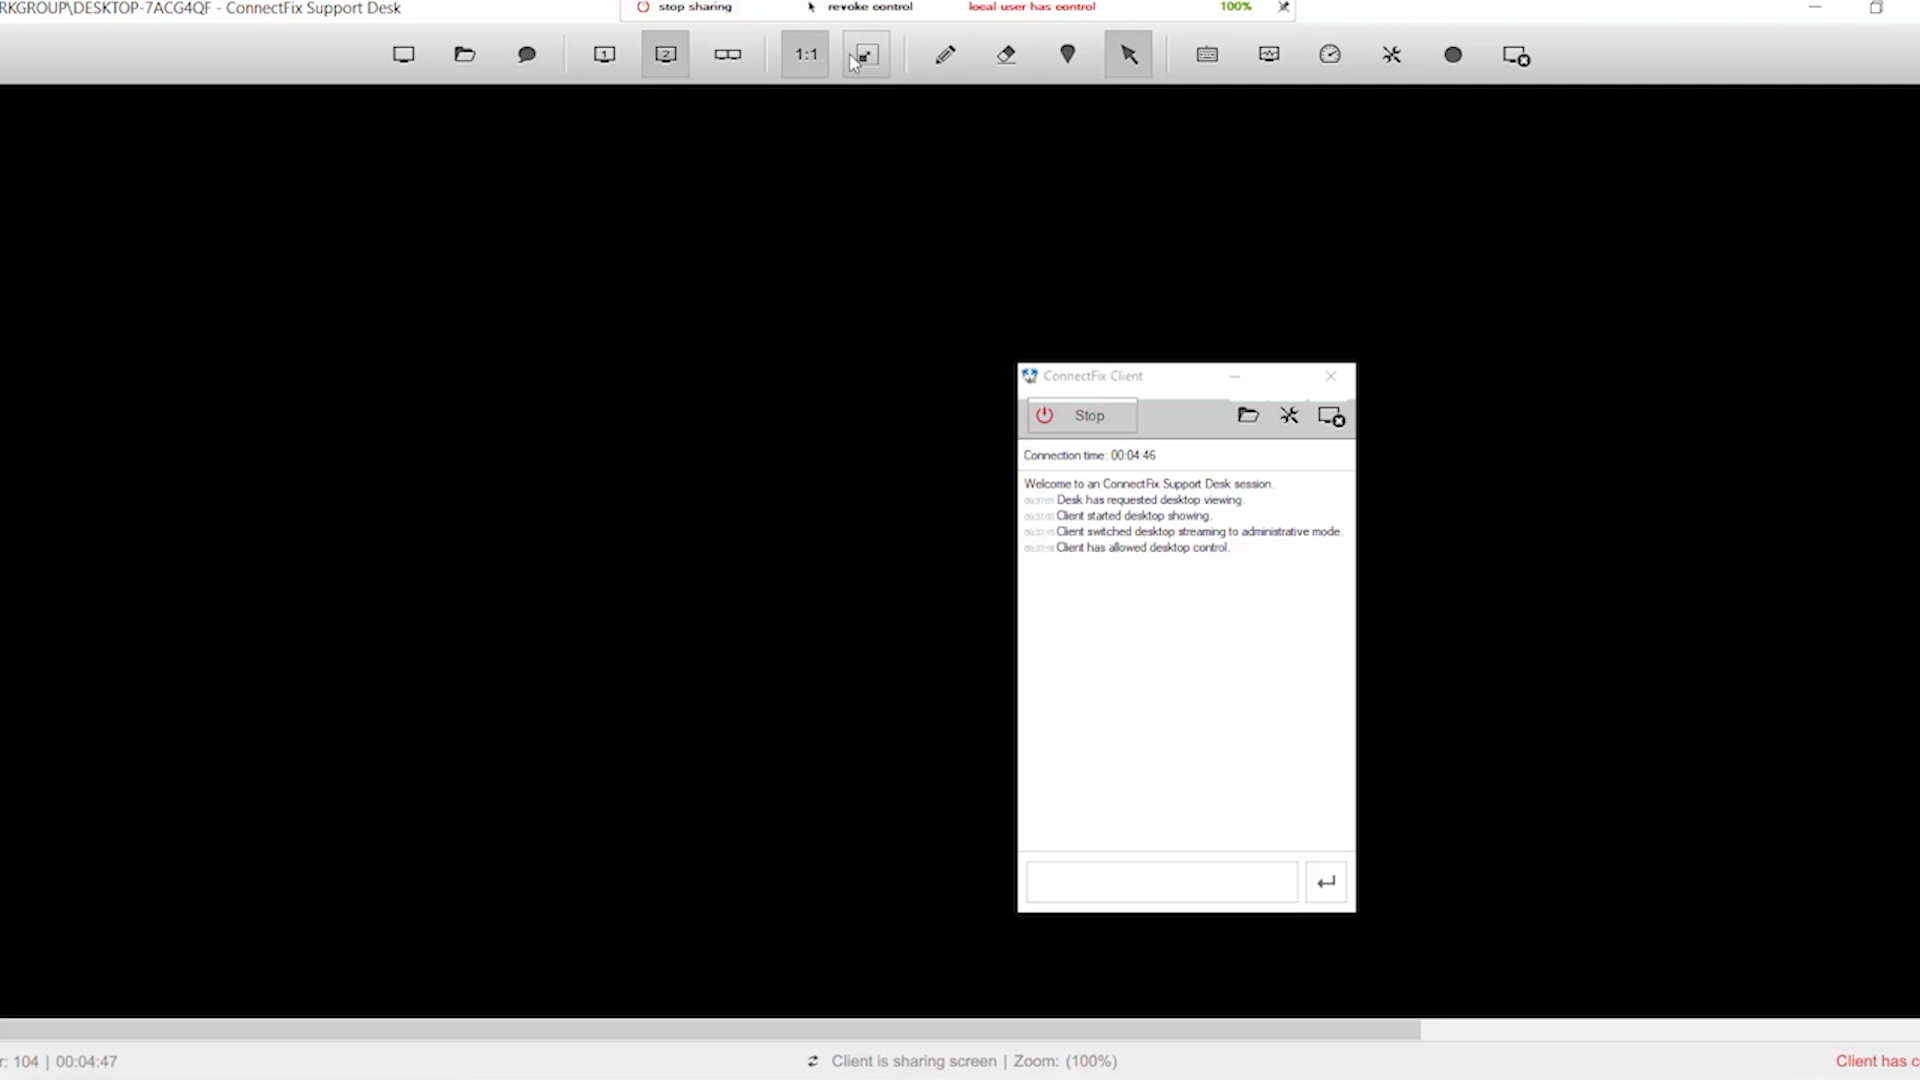 RKGROUP\DESKTOP-7ACG4QF - ConnectFix Support Desk
stop sharing revoke control local user has control 100%
1 2 1:1
ConnectFix Client
Stop
Connection time: 00:04:46
Welcome to an ConnectFix Support Desk session.
Desk has requested desktop viewing.
Client started desktop showing.
Client switched desktop streaming to administrative mode.
Client has allowed desktop control.
r: 104 | 00:04:47
Client is sharing screen | Zoom: (100%)
Client has c